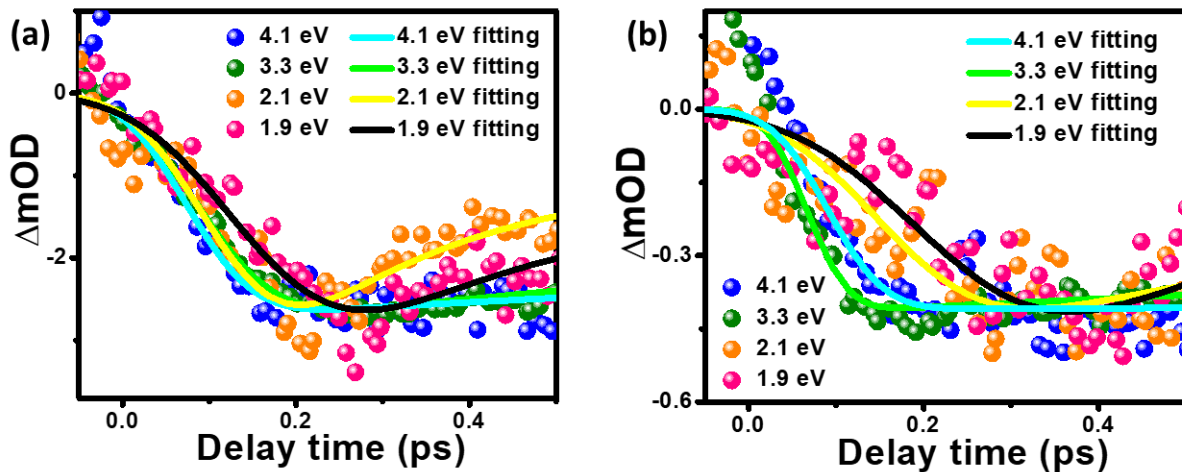 (a)
4.1 eV 4.1 eV fitting
3.3 eV 3.3 eV fitting
2.1 eV 2.1 eV fitting
1.9 eV 1.9 eV fitting
0
-2
ΔmOD
0.0 0.2 0.4
Delay time (ps)
(b)
4.1 eV fitting
3.3 eV fitting
2.1 eV fitting
1.9 eV fitting
0.0
-0.3
-0.6
ΔmOD
4.1 eV
3.3 eV
2.1 eV
1.9 eV
0.0 0.2 0.4
Delay time (ps)